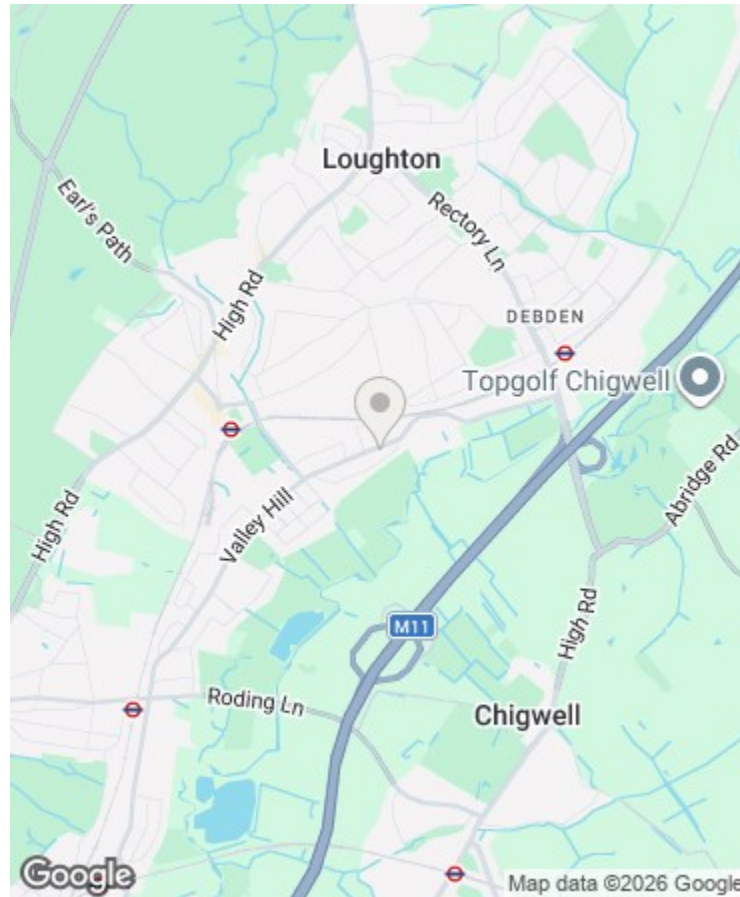 Loughton
Earl's Path
Rectory Ln
High Rd
DEBDEN
Topgolf Chigwell
Abridge Rd
High Rd
Valley Hill
M11
High Rd
Roding Ln
Chigwell
Google
Map data ©2026 Google